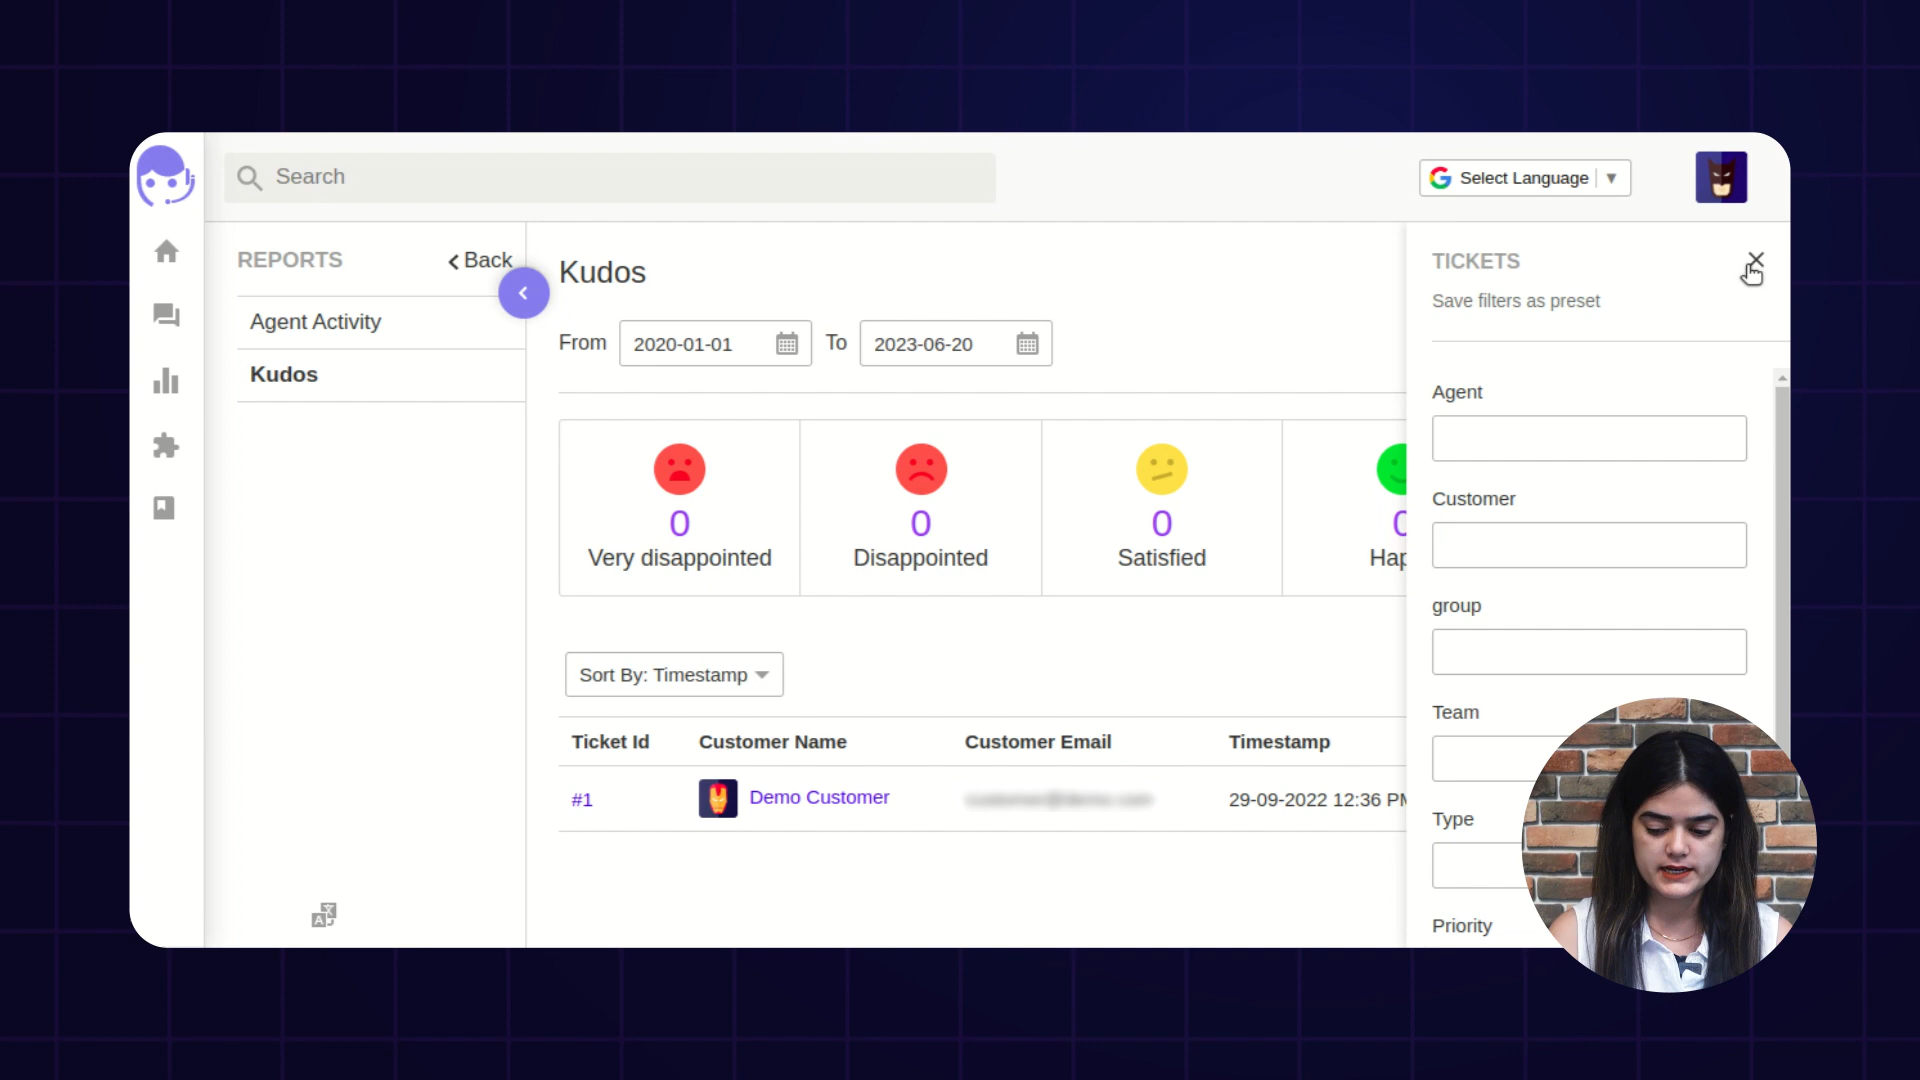 Search
Select Language
REPORTS
Back
Agent Activity
Kudos
Kudos
From 2020-01-01 To 2023-06-20
0 0 0
Very disappointed Disappointed Satisfied
Sort By: Timestamp
Ticket Id Customer Name Customer Email Timestamp
#1 Demo Customer 29-09-2022 12:36
TICKETS
Save filters as preset
Agent
Customer
group
Team
Type
Priority